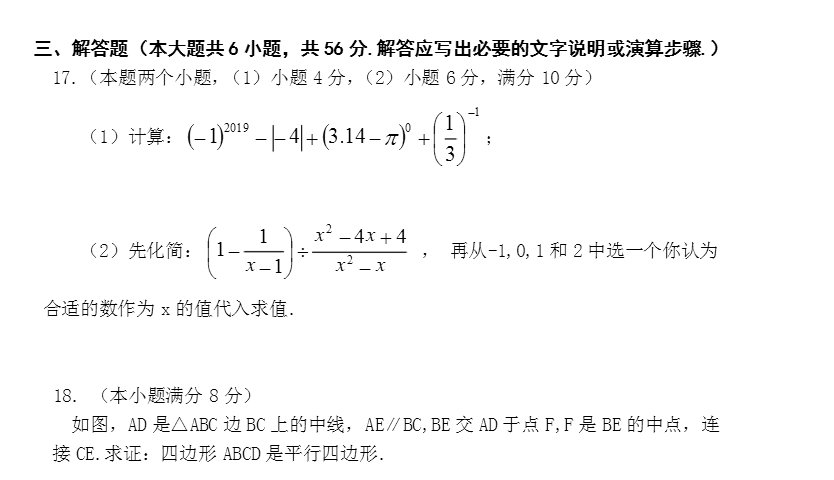 三、解答题（本大题共 6 小题，共 56 分.解答应写出必要的文字说明或演算步骤.）
17.（本题两个小题，（1）小题 4 分，（2）小题 6 分，满分 10 分）
（1）计算：(−1)^2019 − |−4| + (3.14 − π)^0 + (1/3)^−1；
（2）先化简：(1 − 1/(x−1)) ÷ (x² − 4x + 4)/(x² − x) ， 再从-1,0,1 和 2 中选一个你认为
合适的数作为 x 的值代入求值.
18. （本小题满分 8 分）
如图，AD 是△ABC 边 BC 上的中线，AE∥BC,BE 交 AD 于点 F,F 是 BE 的中点，连
接 CE.求证：四边形 ABCD 是平行四边形.